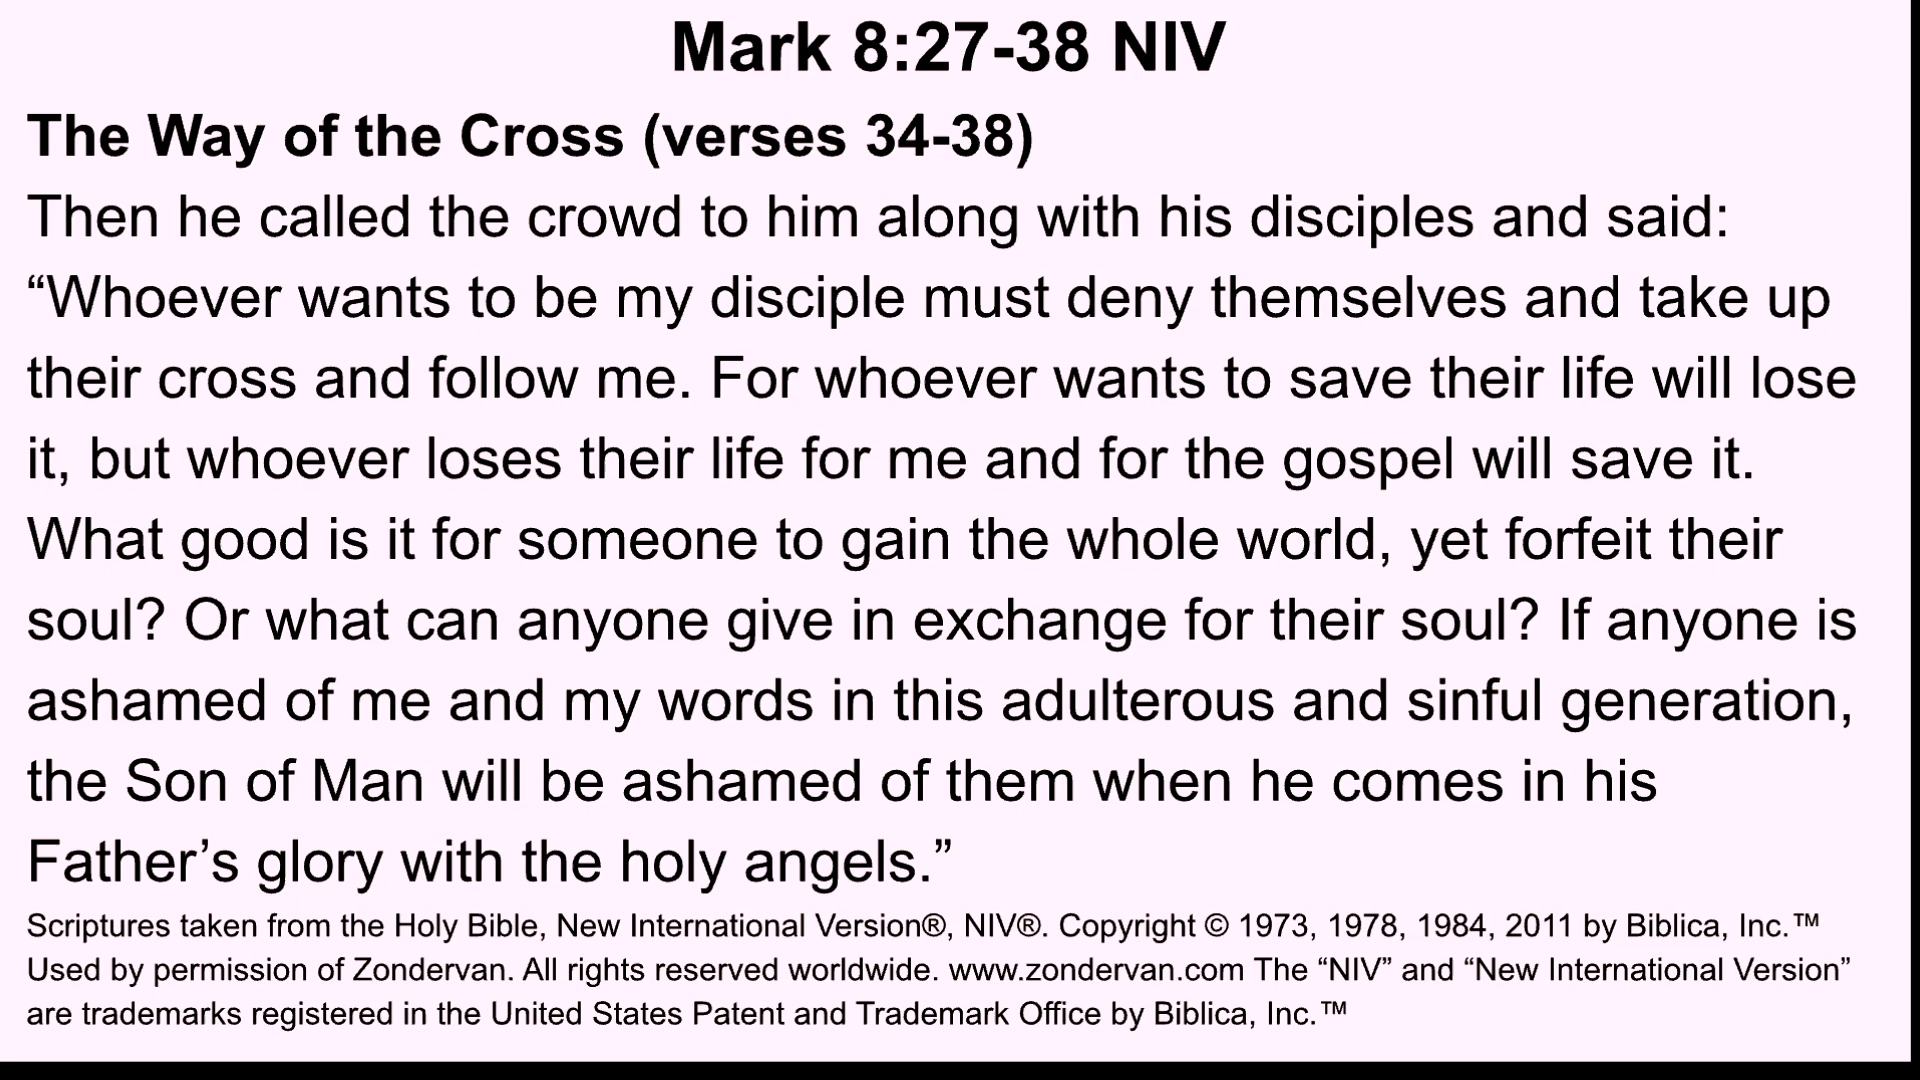 Mark 8:27-38 NIV
The Way of the Cross (verses 34-38)
Then he called the crowd to him along with his disciples and said:
“Whoever wants to be my disciple must deny themselves and take up
their cross and follow me. For whoever wants to save their life will lose
it, but whoever loses their life for me and for the gospel will save it.
What good is it for someone to gain the whole world, yet forfeit their
soul? Or what can anyone give in exchange for their soul? If anyone is
ashamed of me and my words in this adulterous and sinful generation,
the Son of Man will be ashamed of them when he comes in his
Father’s glory with the holy angels.”
Scriptures taken from the Holy Bible, New International Version®, NIV®. Copyright © 1973, 1978, 1984, 2011 by Biblica, Inc.™
Used by permission of Zondervan. All rights reserved worldwide. www.zondervan.com The “NIV” and “New International Version”
are trademarks registered in the United States Patent and Trademark Office by Biblica, Inc.™